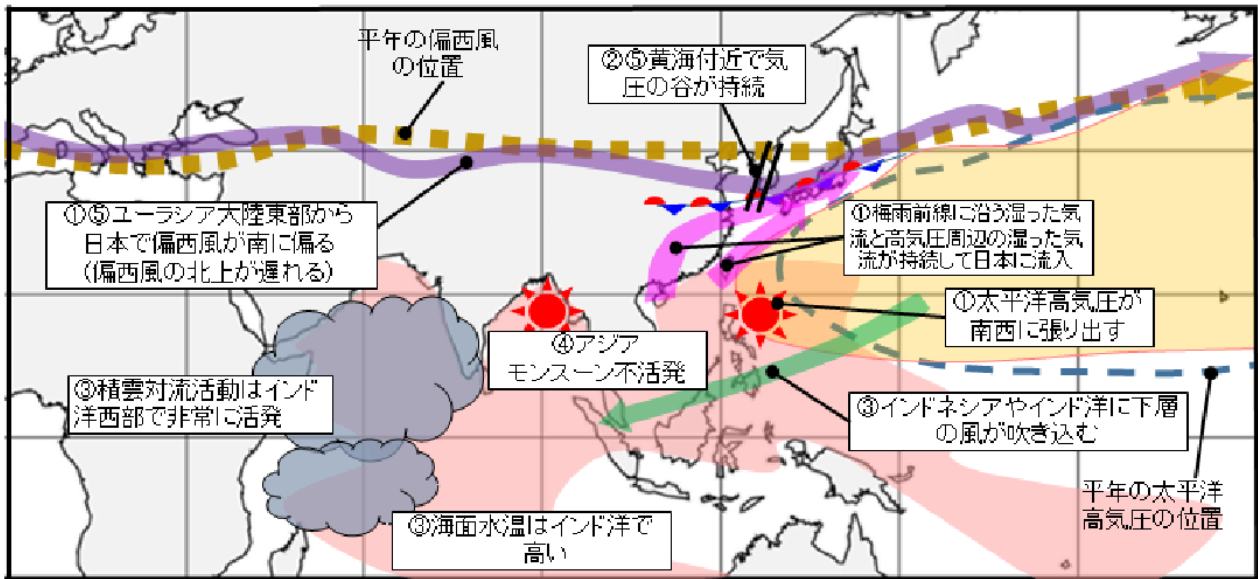 平年の偏西風
の位置
②⑤黄海付近で気
圧の谷が持続
①⑤ユーラシア大陸東部から
日本で偏西風が南に偏る
(偏西風の北上が遅れる)
①梅雨前線に沿う湿った気
流と高気圧周辺の湿った気
流が持続して日本に流入
①太平洋高気圧が
南西に張り出す
④アジア
モンスーン不活発
③積雲対流活動はインド
洋西部で非常に活発
③インドネシアやインド洋に下層
の風が吹き込む
③海面水温はインド洋で
高い
平年の太平洋
高気圧の位置